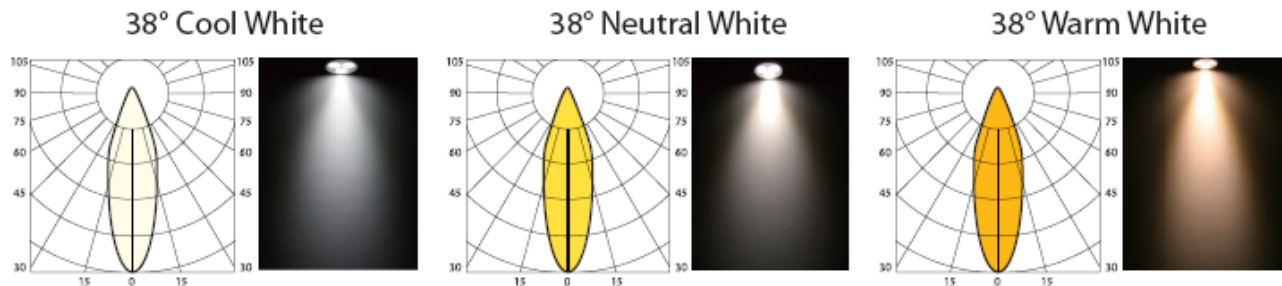 38° Cool White
38° Neutral White
38° Warm White
105 105 105 105 105 105
90 90 90 90 90 90
75 75 75 75 75 75
60 60 60 60 60 60
45 45 45 45 45 45
30 30 30 30 30 30
15 0 15 15 0 15 15 0 15